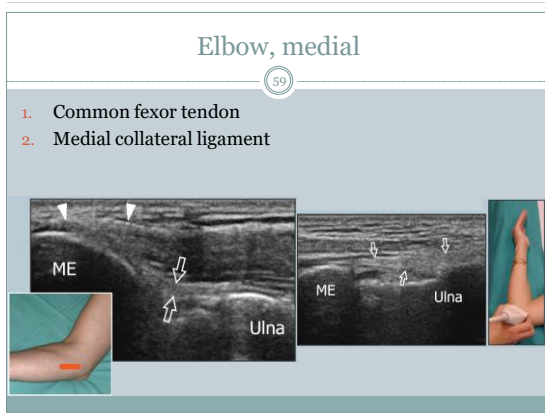 Elbow, medial
59
1. Common fexor tendon
2. Medial collateral ligament
ME
Ulna
ME
Ulna